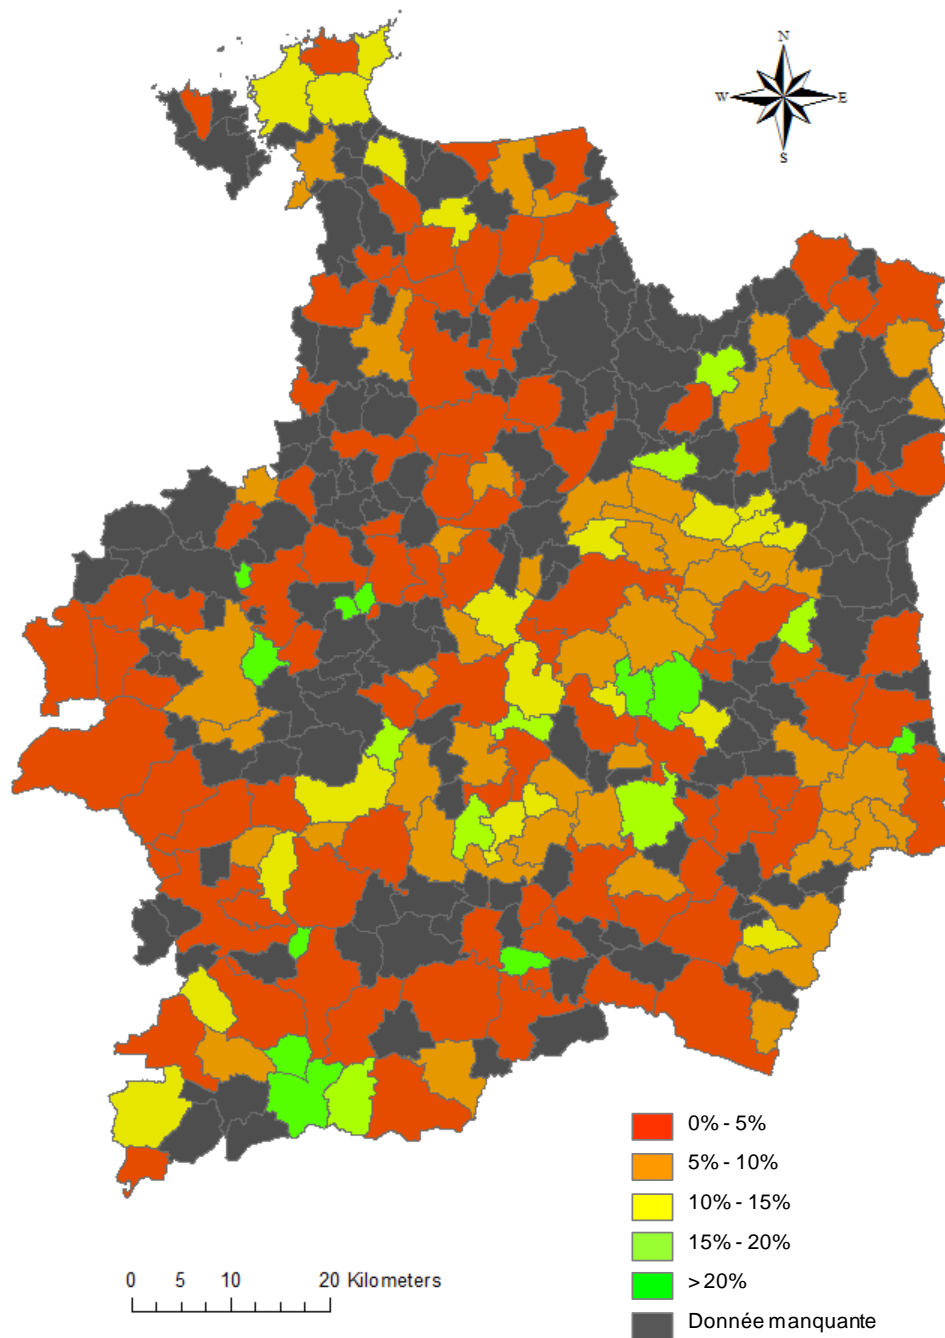 N
W E
S
0% - 5%
5% - 10%
10% - 15%
15% - 20%
> 20%
Donnée manquante
0 5 10 20 Kilometers